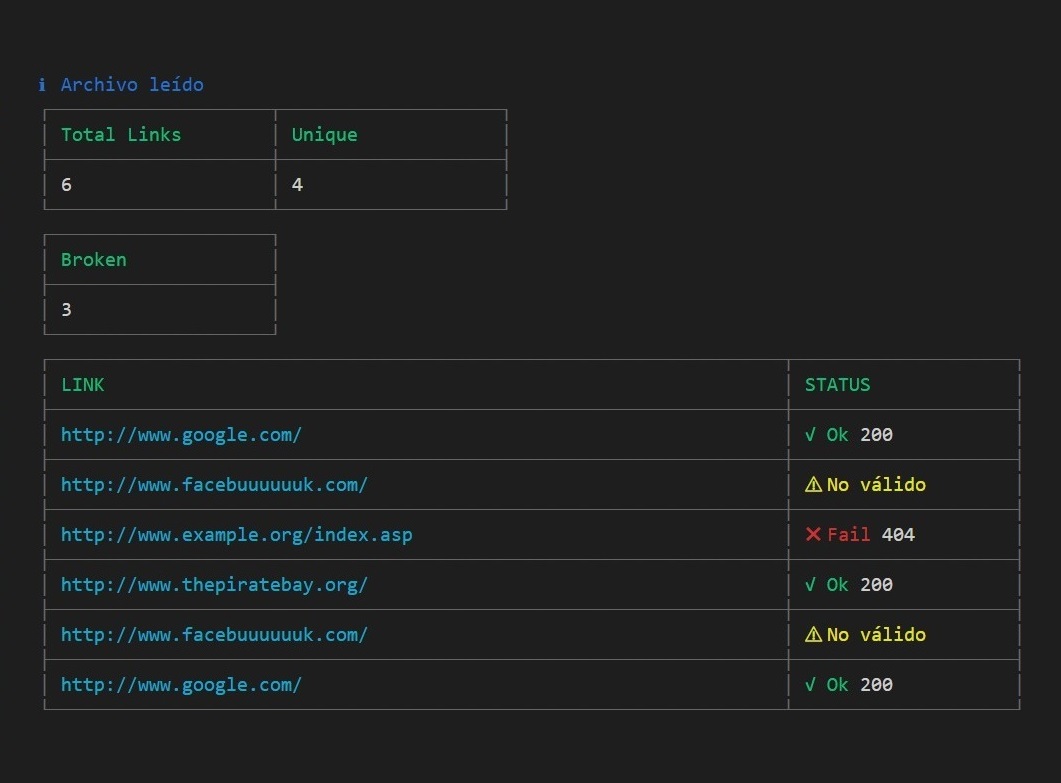 ℹ Archivo leído
Total Links Unique
6 4
Broken
3
LINK STATUS
http://www.google.com/ √ Ok 200
http://www.facebuuuuuuk.com/ ⚠ No válido
http://www.example.org/index.asp ✖ Fail 404
http://www.thepiratebay.org/ √ Ok 200
http://www.facebuuuuuuk.com/ ⚠ No válido
http://www.google.com/ √ Ok 200